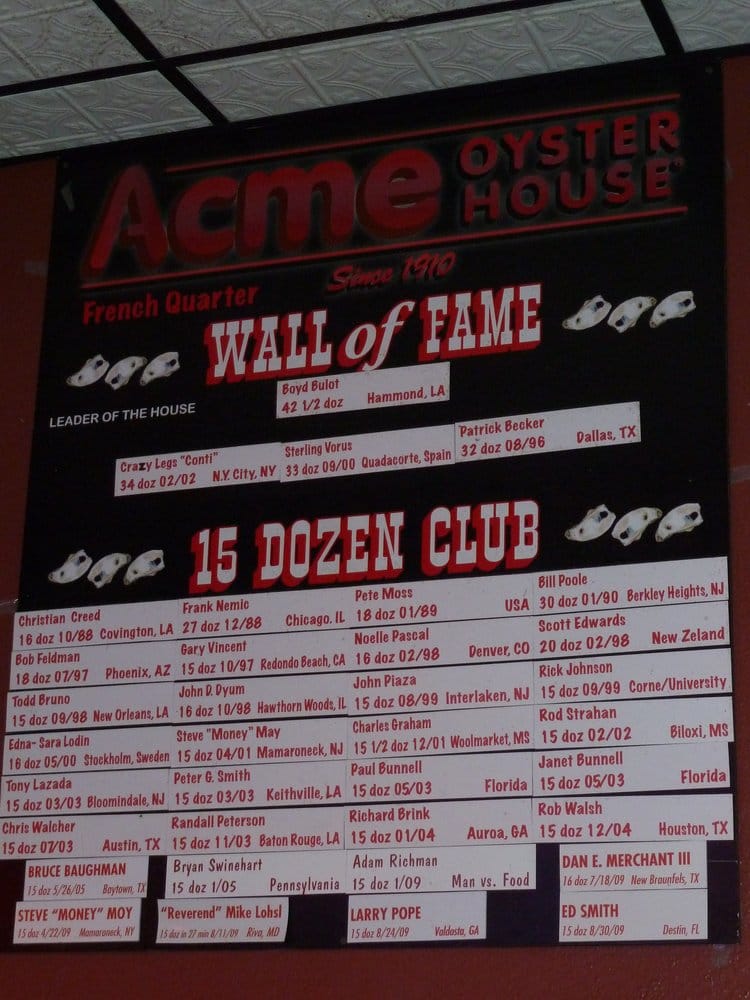 Acme OYSTER HOUSE®
Since 1910
French Quarter
WALL of FAME
LEADER OF THE HOUSE
Boyd Bulot
42 1/2 doz Hammond, LA
Crazy Legs "Conti"
34 doz 02/02 N.Y. City, NY
Sterling Vorus
33 doz 09/00 Quadacorte, Spain
Patrick Becker
32 doz 08/96 Dallas, TX
15 DOZEN CLUB
Christian Creed
16 doz 10/88 Covington, LA
Frank Nemic
27 doz 12/88 Chicago, IL
Pete Moss
18 doz 01/89 USA
Bill Poole
30 doz 01/90 Berkley Heights, NJ
Bob Feldman
18 doz 07/97 Phoenix, AZ
Gary Vincent
15 doz 10/97 Redondo Beach, CA
Noelle Pascal
16 doz 02/98 Denver, CO
Scott Edwards
20 doz 02/98 New Zeland
Todd Bruno
15 doz 09/98 New Orleans, LA
John D. Dyum
16 doz 10/98 Hawthorn Woods, IL
John Piaza
15 doz 08/99 Interlaken, NJ
Rick Johnson
15 doz 09/99 Corne/University
Edna- Sara Lodin
16 doz 05/00 Stockholm, Sweden
Steve "Money" May
15 doz 04/01 Mamaroneck, NJ
Charles Graham
15 1/2 doz 12/01 Woolmarket, MS
Rod Strahan
15 doz 02/02 Biloxi, MS
Tony Lazada
15 doz 03/03 Bloomindale, NJ
Peter G. Smith
15 doz 03/03 Keithville, LA
Paul Bunnell
15 doz 05/03 Florida
Janet Bunnell
15 doz 05/03 Florida
Chris Walcher
15 doz 07/03 Austin, TX
Randall Peterson
15 doz 11/03 Baton Rouge, LA
Richard Brink
15 doz 01/04 Auroa, GA
Rob Walsh
15 doz 12/04 Houston, TX
BRUCE BAUGHMAN
15 doz 5/26/05 Baytown, TX
Bryan Swinehart
15 doz 1/05 Pennsylvania
Adam Richman
15 doz 1/09 Man vs. Food
DAN E. MERCHANT III
16 doz 7/18/09 New Braunfels, TX
STEVE "MONEY" MOY
15 doz 4/22/09 Mamaroneck, NY
"Reverend" Mike Lohsl
15 doz in 27 min 8/11/09 Riva, MD
LARRY POPE
15 doz 8/24/09 Valdosta, GA
ED SMITH
15 doz 8/30/09 Destin, FL